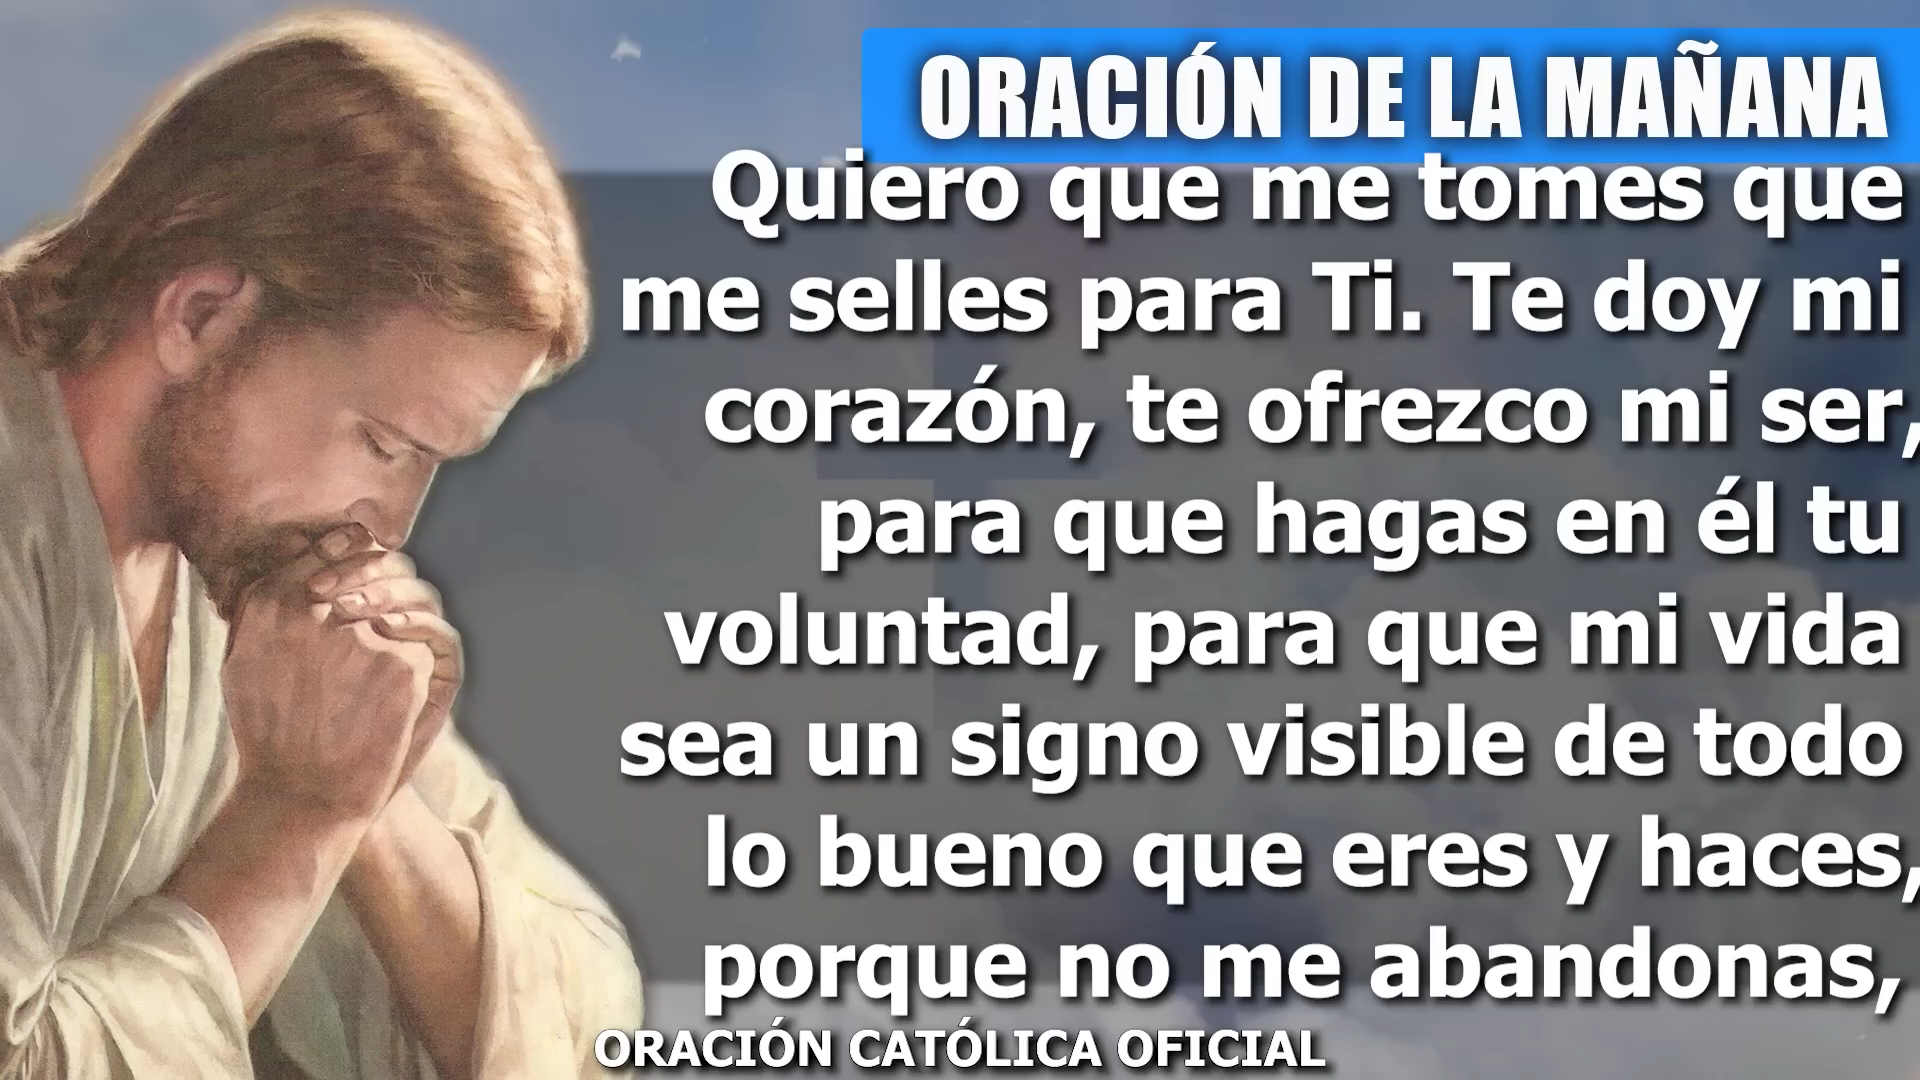 ORACIÓN DE LA MAÑANA
Quiero que me tomes que
me selles para Ti. Te doy mi
corazón, te ofrezco mi ser,
para que hagas en él tu
voluntad, para que mi vida
sea un signo visible de todo
lo bueno que eres y haces,
porque no me abandonas,
ORACIÓN CATÓLICA OFICIAL